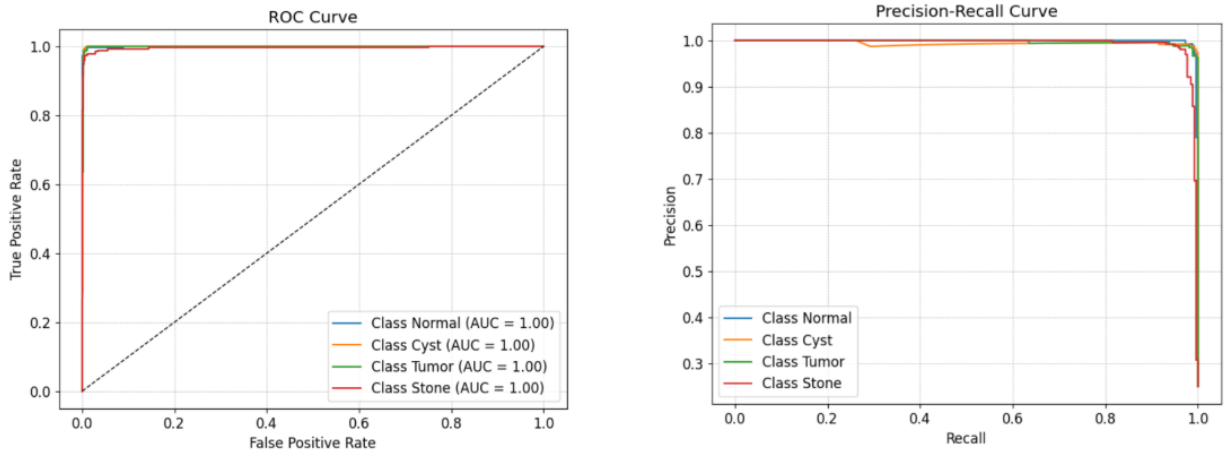 ROC Curve
True Positive Rate
1.0
0.8
0.6
0.4
0.2
0.0
Class Normal (AUC = 1.00)
Class Cyst (AUC = 1.00)
Class Tumor (AUC = 1.00)
Class Stone (AUC = 1.00)
0.0 0.2 0.4 0.6 0.8 1.0
False Positive Rate
Precision-Recall Curve
Precision
1.0
0.9
0.8
0.7
0.6
0.5
0.4
0.3
Class Normal
Class Cyst
Class Tumor
Class Stone
0.0 0.2 0.4 0.6 0.8 1.0
Recall